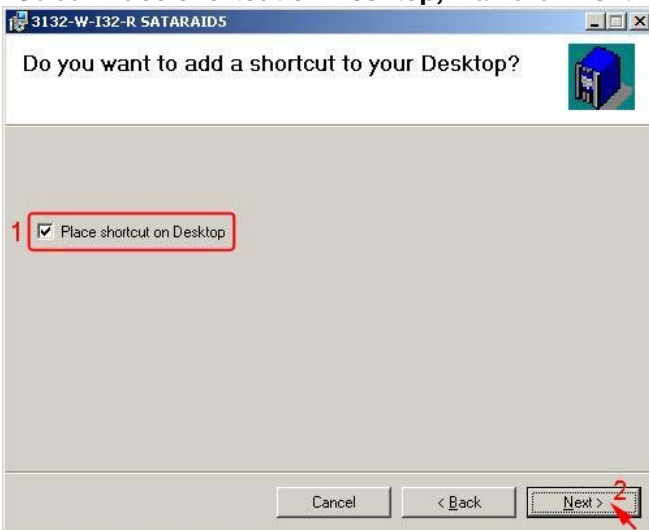 3132-W-I32-R SATARAID5
Do you want to add a shortcut to your Desktop?
1
Place shortcut on Desktop
2
Cancel
< Back
Next >